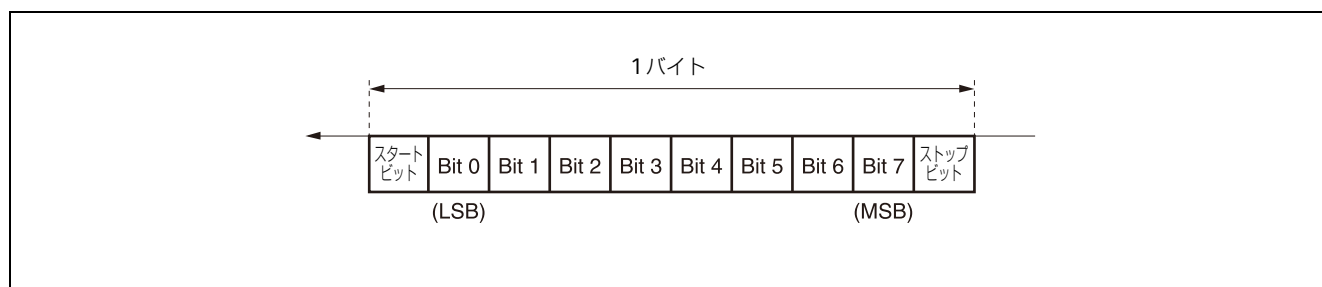 1バイト
スタート
ビット
Bit 0
Bit 1
Bit 2
Bit 3
Bit 4
Bit 5
Bit 6
Bit 7
ストップ
ビット
(LSB)
(MSB)